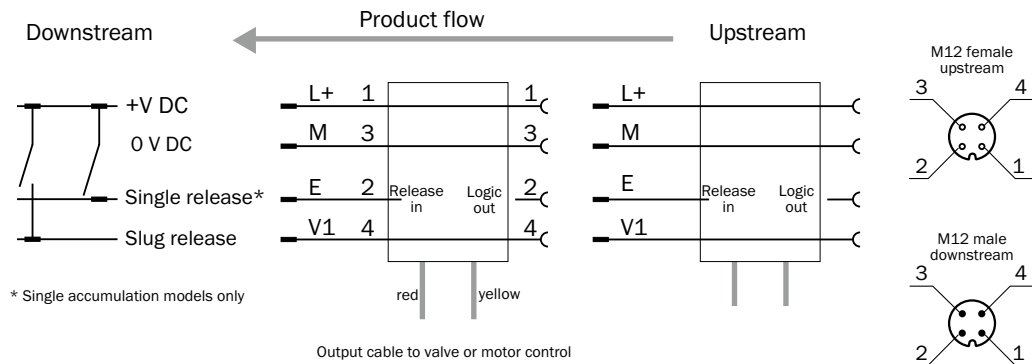 Product flow
Downstream
Upstream
+V DC
0 V DC
Single release*
Slug release
* Single accumulation models only
L+ 1 1
M 3 3
E 2 Release in Logic out 2
V1 4 4
red yellow
Output cable to valve or motor control
L+
M
E Release in Logic out
V1
M12 female
upstream
3 4
2 1
M12 male
downstream
3 4
2 1